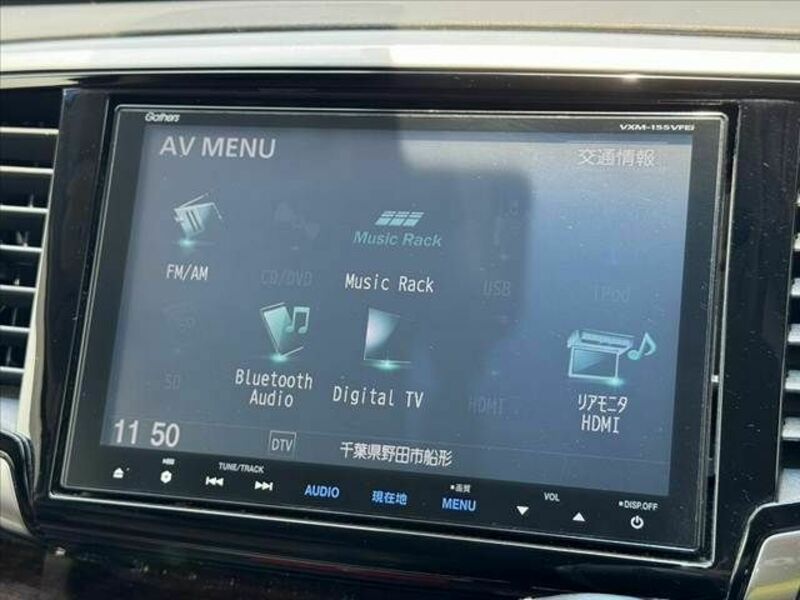 Gathers
VXM-155VFEi
AV MENU
交通情報
Music Rack
FM/AM
CD/DVD
Music Rack
USB
iPod
SD
Bluetooth
Audio
Digital TV
HDMI
リアモニタ
HDMI
11 50
DTV
千葉県野田市船形
TUNE/TRACK
AUDIO
現在地
画質
MENU
VOL
DISP.OFF